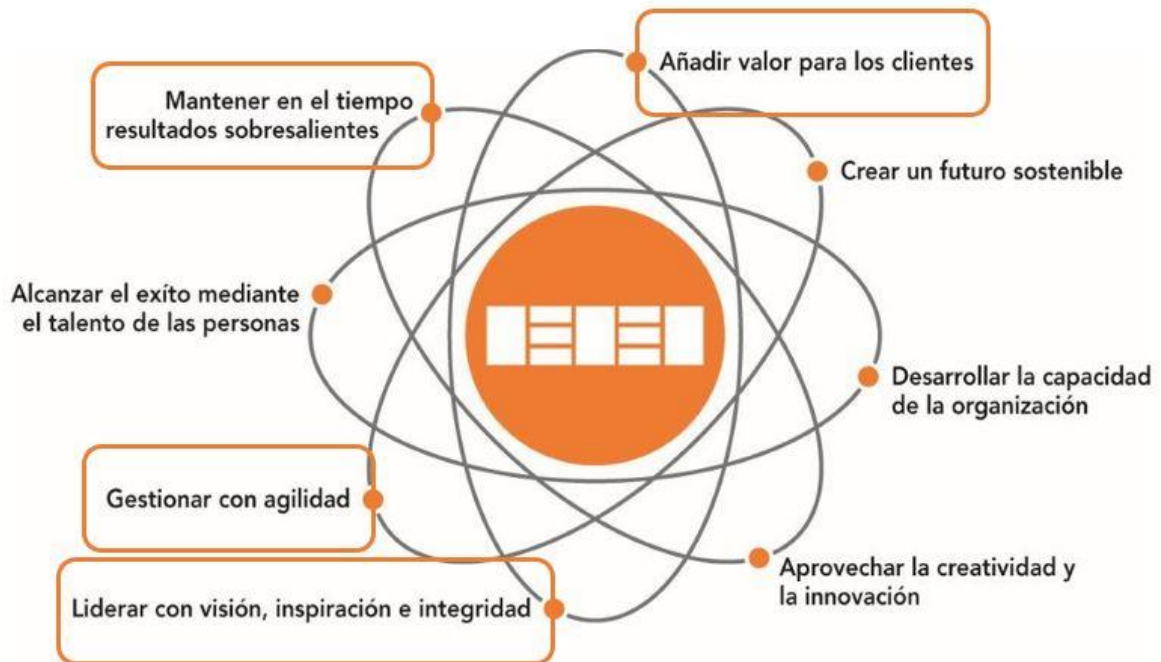 Añadir valor para los clientes
Mantener en el tiempo
resultados sobresalientes
Crear un futuro sostenible
Alcanzar el exíto mediante
el talento de las personas
Desarrollar la capacidad
de la organización
Gestionar con agilidad
Aprovechar la creatividad y
la innovación
Liderar con visión, inspiración e integridad